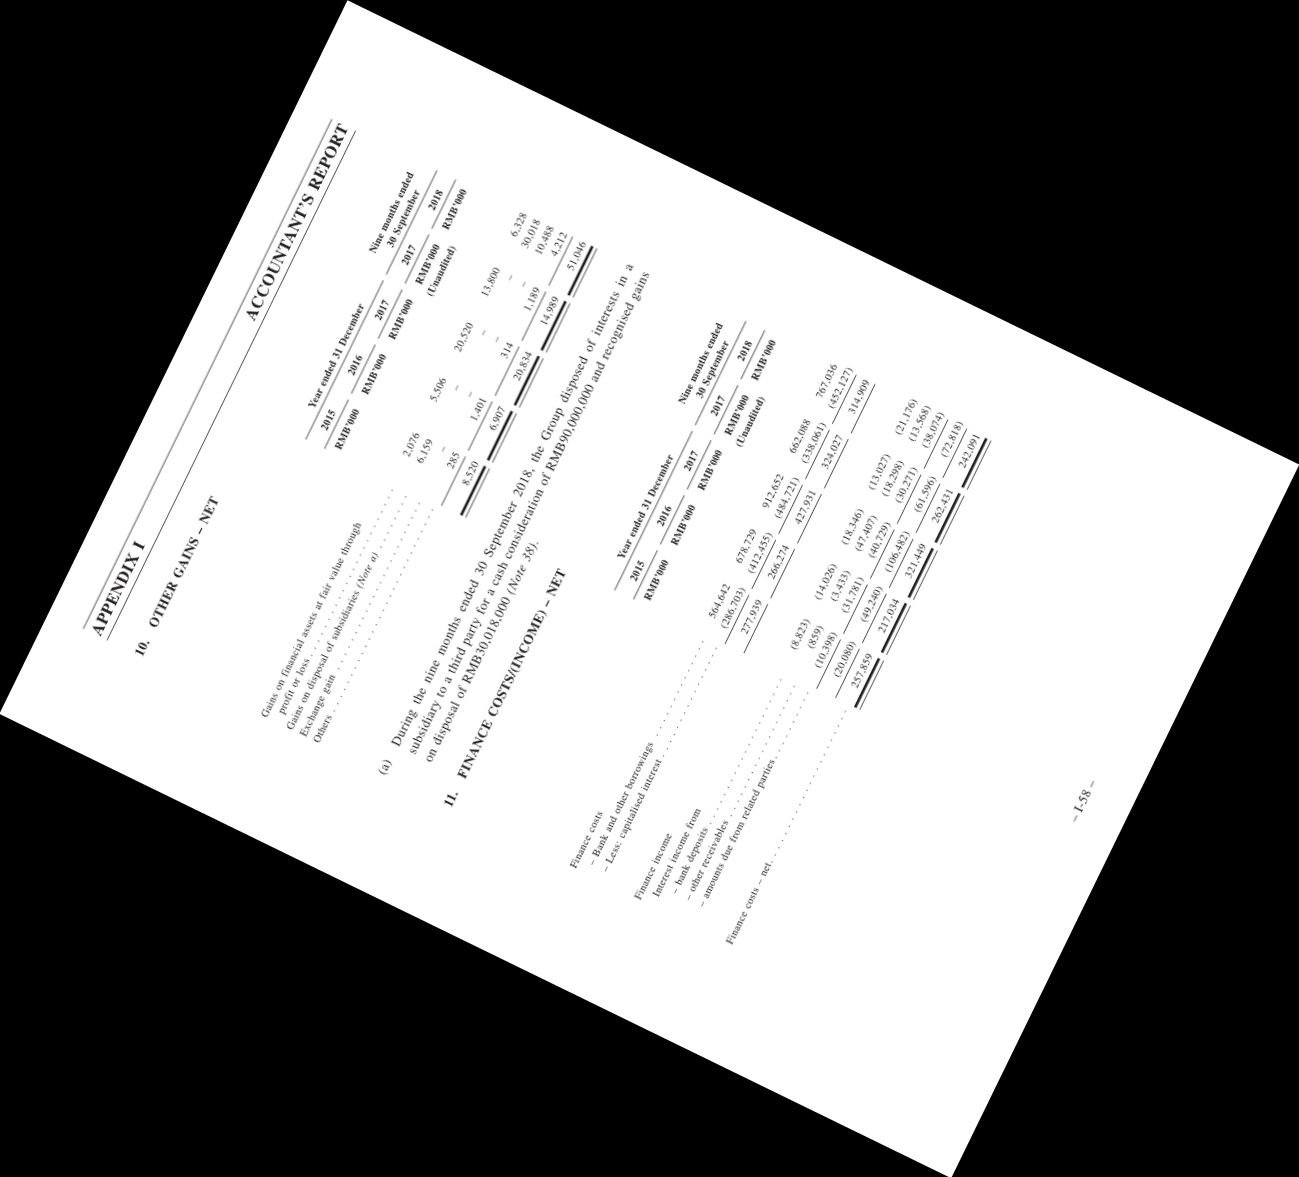 APPENDIX I ACCOUNTANT'S REPORT
10. OTHER GAINS – NET
Nine months ended
Year ended 31 December 30 September
2015 2016 2017 2017 2018
RMB'000 RMB'000 RMB'000 RMB'000 RMB'000
(Unaudited)
Gains on financial assets at fair value through
profit or loss 2,076 5,506 20,520 13,800 6,328
Gains on disposal of subsidiaries (Note a) 6,159 – – – 30,018
Exchange gain – – – – 10,488
Others 285 1,401 314 1,189 4,212
8,520 6,907 20,834 14,989 51,046
(a) During the nine months ended 30 September 2018, the Group disposed of interests in a
subsidiary to a third party for a cash consideration of RMB90,000,000 and recognised gains
on disposal of RMB30,018,000 (Note 38).
11. FINANCE COSTS/(INCOME) – NET
Nine months ended
Year ended 31 December 30 September
2015 2016 2017 2017 2018
RMB'000 RMB'000 RMB'000 RMB'000 RMB'000
(Unaudited)
Finance costs
– Bank and other borrowings 564,642 678,729 912,652 662,088 767,036
– Less: capitalised interest (286,703) (412,455) (484,721) (338,061) (452,127)
277,939 266,274 427,931 324,027 314,909
Finance income
Interest income from
– bank deposits (8,823) (14,026) (18,346) (13,027) (21,176)
– other receivables (859) (3,433) (47,407) (18,298) (13,568)
– amounts due from related parties (10,398) (31,781) (40,729) (30,271) (38,074)
(20,080) (49,240) (106,482) (61,596) (72,818)
Finance costs – net 257,859 217,034 321,449 262,431 242,091
– I-58 –